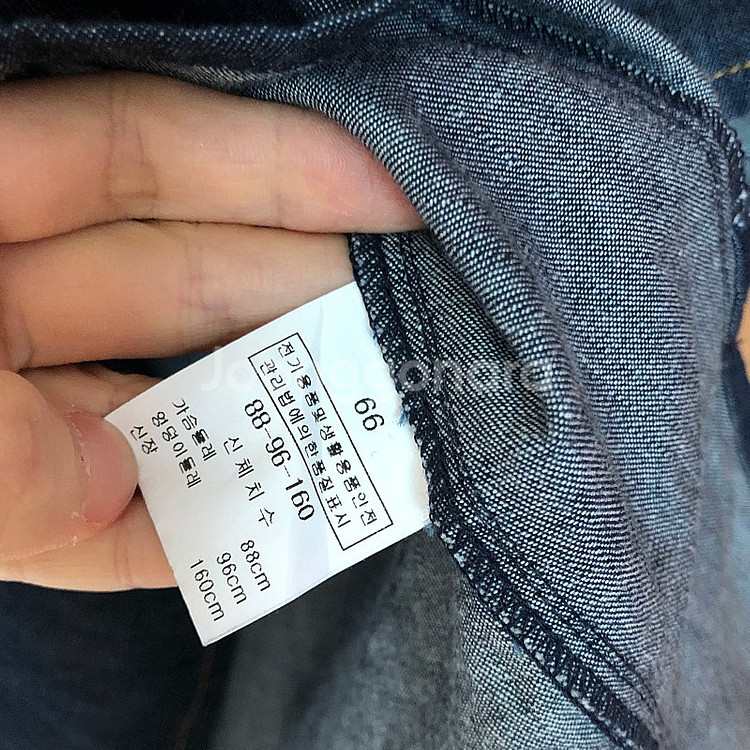 66
전기용품및생활용품안전
관리법에의한품질표시
88-96-160
신체치수
가슴둘레 88cm
엉덩이둘레 96cm
신장 160cm